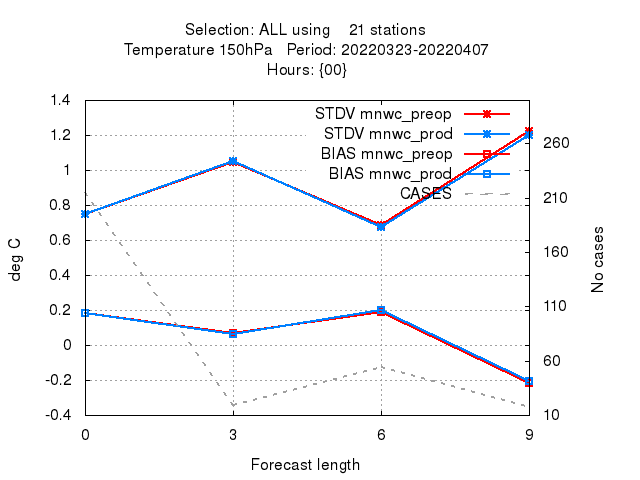 Selection: ALL using 21 stations
Temperature 150hPa Period: 20220323-20220407
Hours: {00}
STDV mnwc_preop
STDV mnwc_prod
BIAS mnwc_preop
BIAS mnwc_prod
CASES
1.4
1.2
1
0.8
0.6
0.4
0.2
0
-0.2
-0.4
deg C
260
210
160
110
60
10
No cases
0 3 6 9
Forecast length